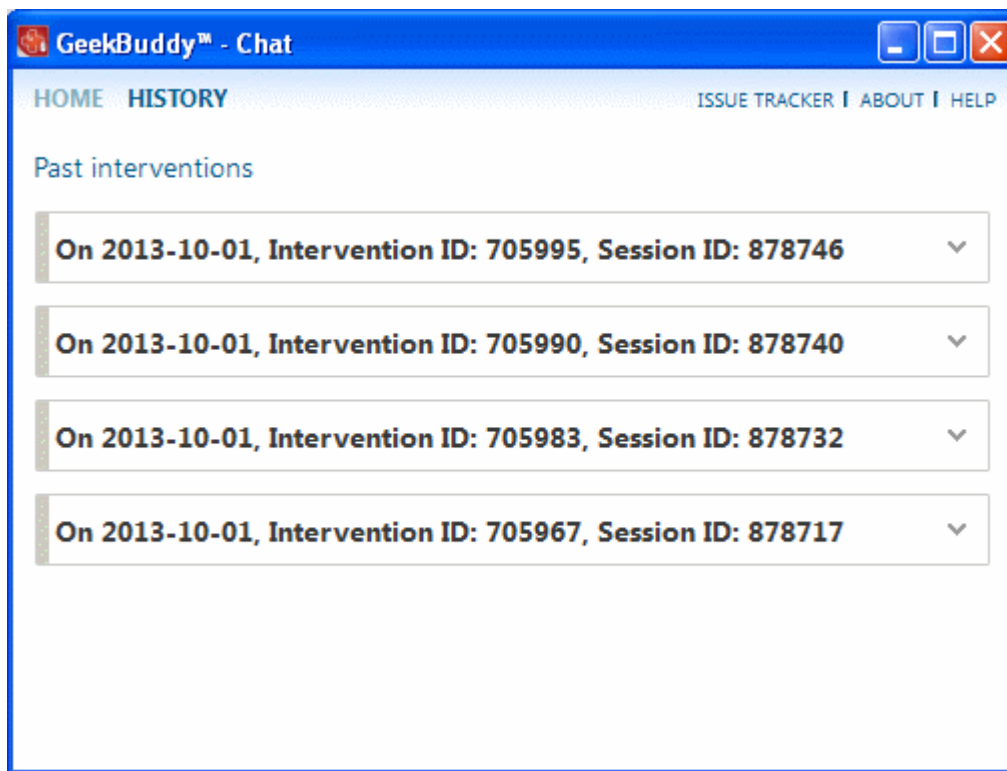 GeekBuddy™ - Chat
HOME HISTORY ISSUE TRACKER | ABOUT | HELP
Past interventions
On 2013-10-01, Intervention ID: 705995, Session ID: 878746
On 2013-10-01, Intervention ID: 705990, Session ID: 878740
On 2013-10-01, Intervention ID: 705983, Session ID: 878732
On 2013-10-01, Intervention ID: 705967, Session ID: 878717